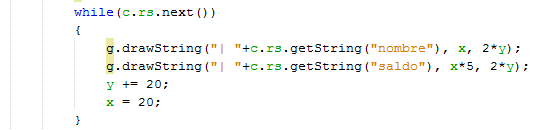 while(c.rs.next())
{
g.drawString("| "+c.rs.getString("nombre"), x, 2*y);
g.drawString("| "+c.rs.getString("saldo"), x*5, 2*y);
y += 20;
x = 20;
}